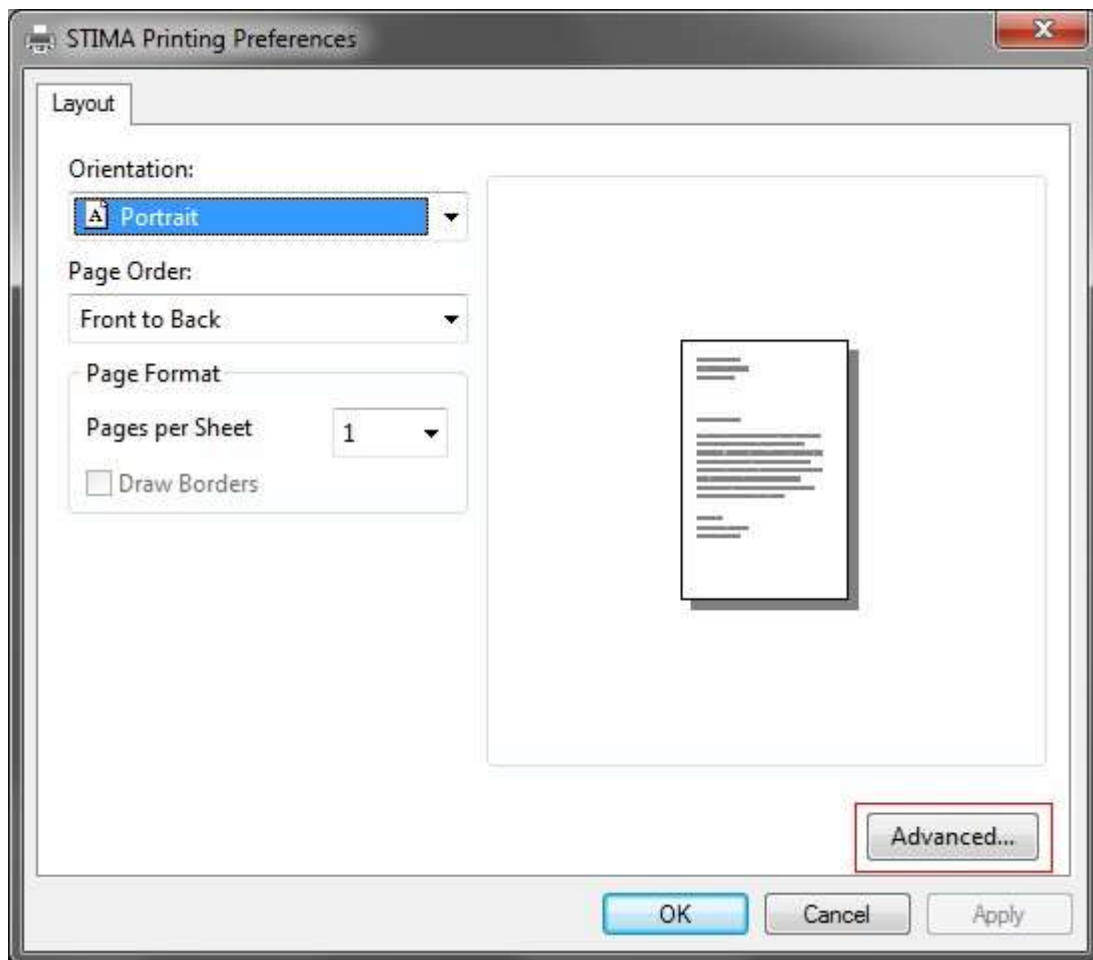 STIMA Printing Preferences
Layout
Orientation:
A Portrait
Page Order:
Front to Back
Page Format
Pages per Sheet 1
Draw Borders
Advanced...
OK Cancel Apply